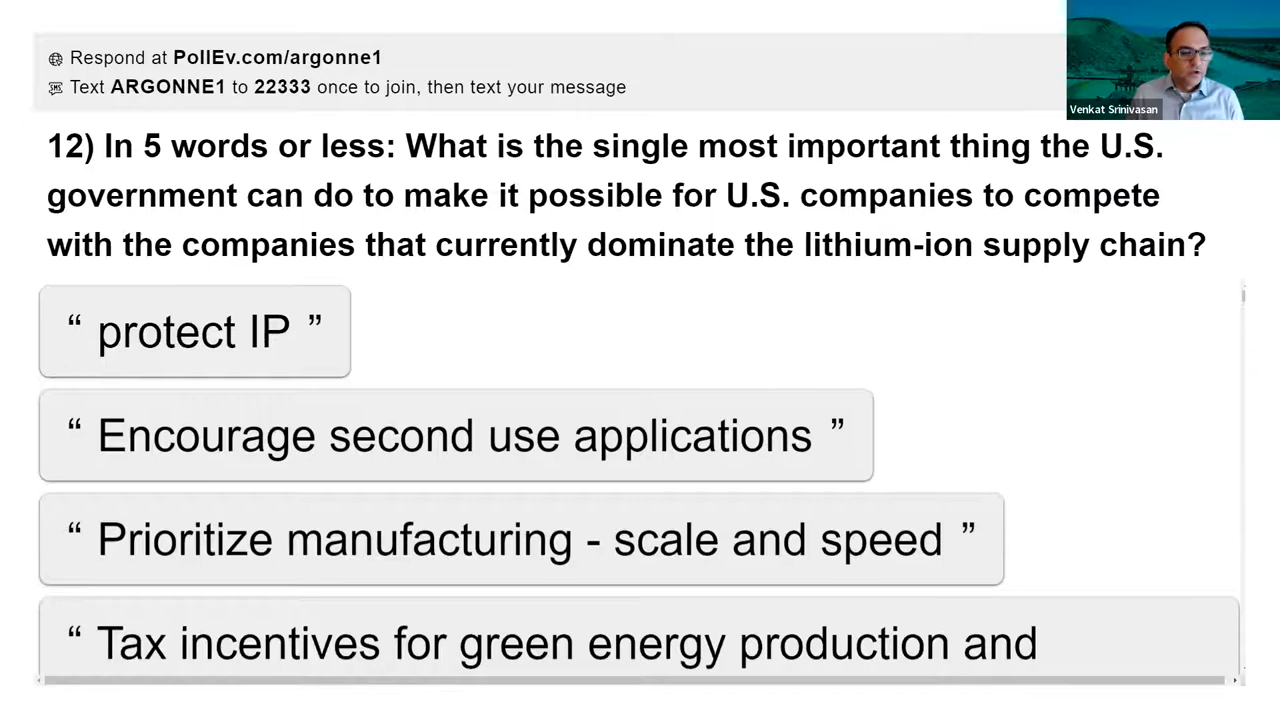 Respond at PollEv.com/argonne1
Text ARGONNE1 to 22333 once to join, then text your message
Venkat Srinivasan
12) In 5 words or less: What is the single most important thing the U.S.
government can do to make it possible for U.S. companies to compete
with the companies that currently dominate the lithium-ion supply chain?
“ protect IP ”
“ Encourage second use applications ”
“ Prioritize manufacturing - scale and speed ”
“ Tax incentives for green energy production and